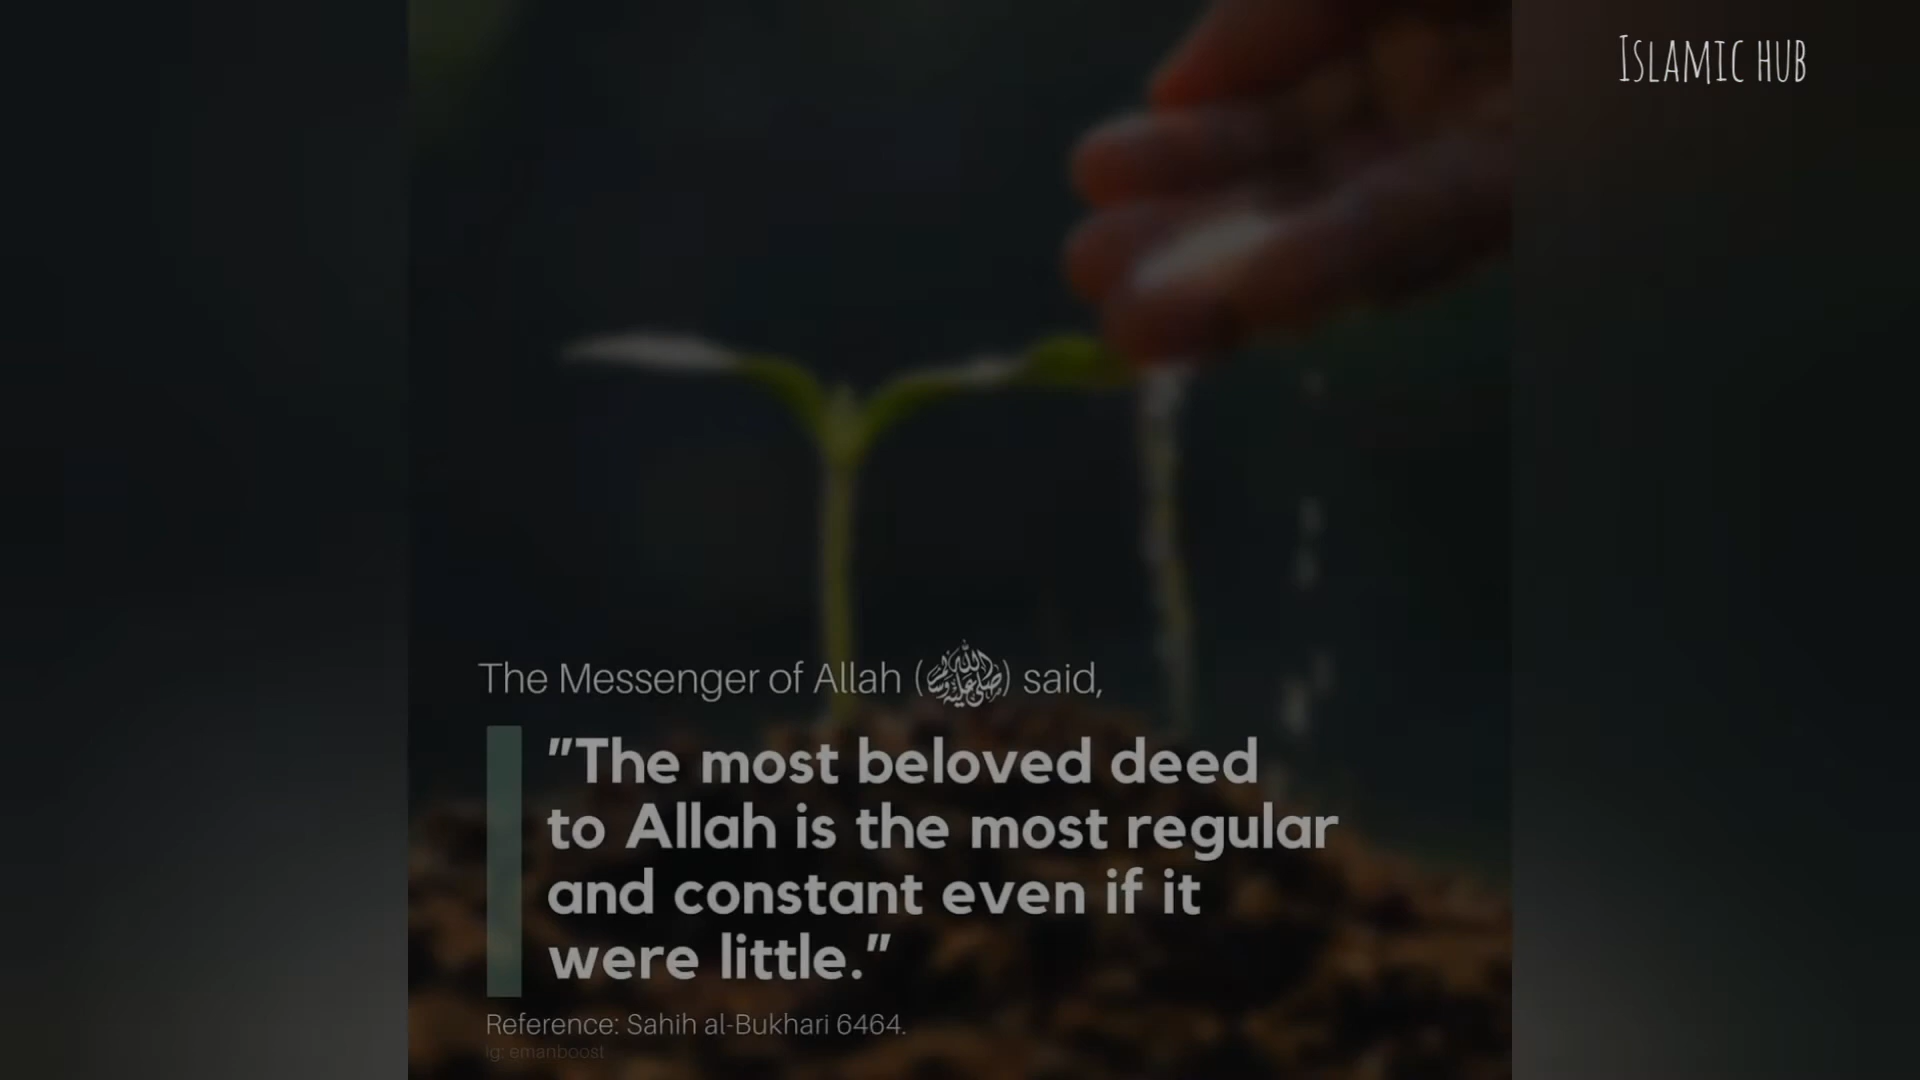 ISLAMIC HUB
The Messenger of Allah (ﷺ) said,
"The most beloved deed
to Allah is the most regular
and constant even if it
were little."
Reference: Sahih al-Bukhari 6464.
ig: emanboost